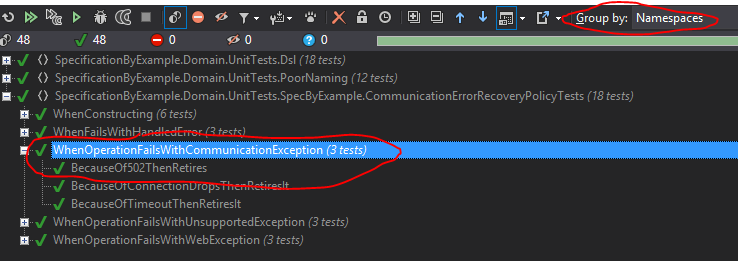 Group by: Namespaces
48 48 0 0 0
SpecificationByExample.Domain.UnitTests.Dsl (18 tests)
SpecificationByExample.Domain.UnitTests.PoorNaming (12 tests)
SpecificationByExample.Domain.UnitTests.SpecByExample.CommunicationErrorRecoveryPolicyTests (18 tests)
WhenConstructing (6 tests)
WhenFailsWithHandledError (3 tests)
WhenOperationFailsWithCommunicationException (3 tests)
BecauseOf502ThenRetires
BecauseOfConnectionDropsThenRetiresIt
BecauseOfTimeoutThenRetiresIt
WhenOperationFailsWithUnsupportedException (3 tests)
WhenOperationFailsWithWebException (3 tests)